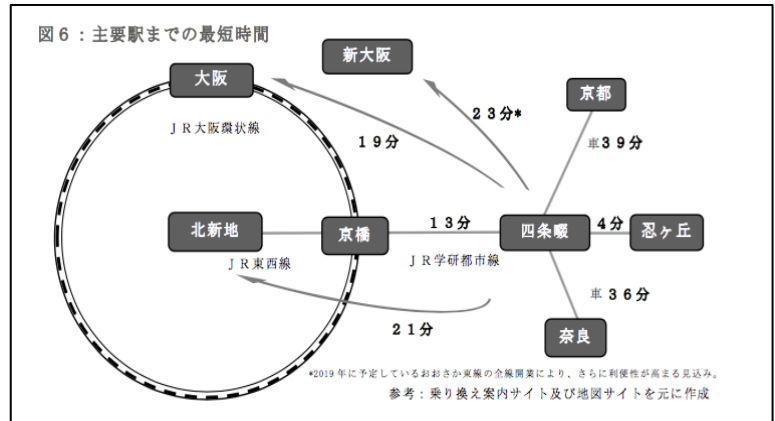 図６：主要駅までの最短時間
新大阪
大阪
京都
２３分*
ＪＲ大阪環状線
１９分
車３９分
北新地
京橋
１３分
四条畷
４分
忍ヶ丘
ＪＲ東西線
ＪＲ学研都市線
車３６分
２１分
奈良
*2019年に予定しているおおさか東線の全線開業により、さらに利便性が高まる見込み。
参考：乗り換え案内サイト及び地図サイトを元に作成